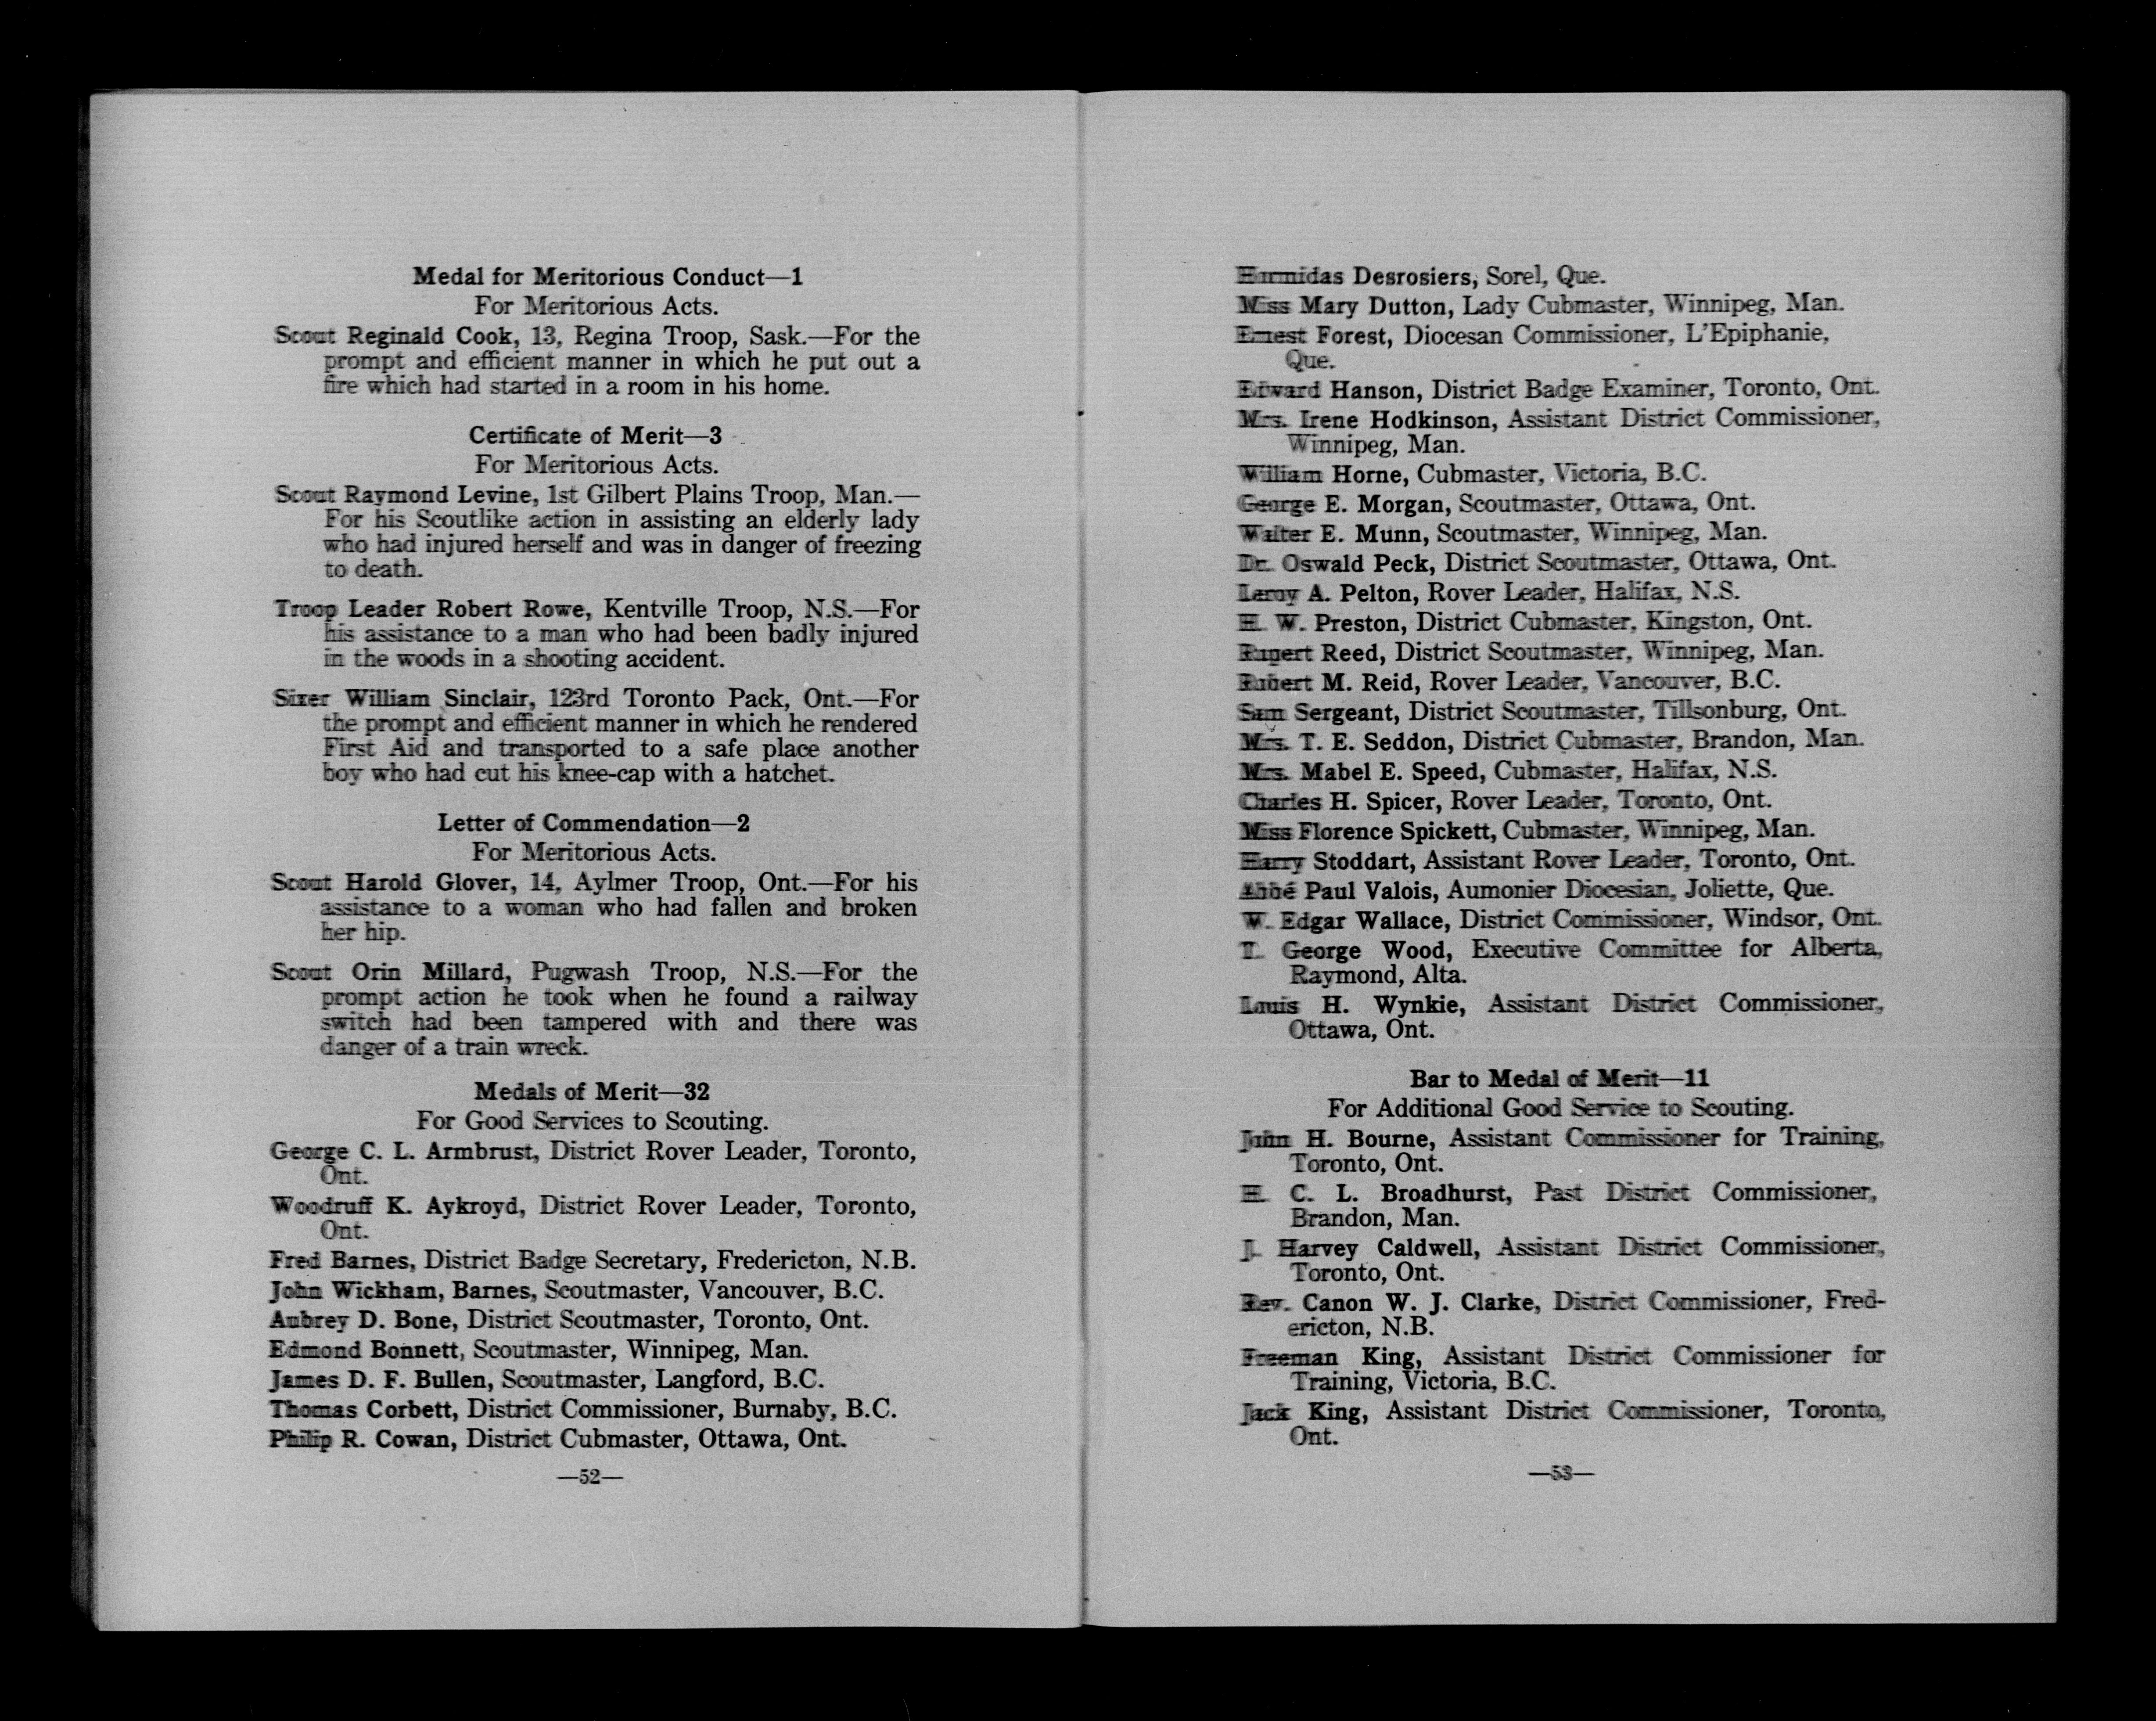 Medal for Meritorious Conduct—1
For Meritorious Acts.
Scout Reginald Cook, 13, Regina Troop, Sask.—For the
prompt and efficient manner in which he put out a
fire which had started in a room in his home.
Certificate of Merit—3
For Meritorious Acts.
Scout Raymond Levine, 1st Gilbert Plains Troop, Man.—
For his Scoutlike action in assisting an elderly lady
who had injured herself and was in danger of freezing
to death.
Troop Leader Robert Rowe, Kentville Troop, N.S.—For
his assistance to a man who had been badly injured
in the woods in a shooting accident.
Sixer William Sinclair, 123rd Toronto Pack, Ont.—For
the prompt and efficient manner in which he rendered
First Aid and transported to a safe place another
boy who had cut his knee-cap with a hatchet.
Letter of Commendation—2
For Meritorious Acts.
Scout Harold Glover, 14, Aylmer Troop, Ont.—For his
assistance to a woman who had fallen and broken
her hip.
Scout Orin Millard, Pugwash Troop, N.S.—For the
prompt action he took when he found a railway
switch had been tampered with and there was
danger of a train wreck.
Medals of Merit—32
For Good Services to Scouting.
George C. L. Armbrust, District Rover Leader, Toronto,
Ont.
Woodruff K. Aykroyd, District Rover Leader, Toronto,
Ont.
Fred Barnes, District Badge Secretary, Fredericton, N.B.
John Wickham, Barnes, Scoutmaster, Vancouver, B.C.
Aubrey D. Bone, District Scoutmaster, Toronto, Ont.
Edmond Bonnett, Scoutmaster, Winnipeg, Man.
James D. F. Bullen, Scoutmaster, Langford, B.C.
Thomas Corbett, District Commissioner, Burnaby, B.C.
Philip R. Cowan, District Cubmaster, Ottawa, Ont.
—52—
Desrosiers, Sorel, Que.
Miss Mary Dutton, Lady Cubmaster, Winnipeg, Man.
Ernest Forest, Diocesan Commissioner, L'Epiphanie,
Que.
Edward Hanson, District Badge Examiner, Toronto, Ont.
Mrs. Irene Hodkinson, Assistant District Commissioner,
Winnipeg, Man.
William Horne, Cubmaster, Victoria, B.C.
George E. Morgan, Scoutmaster, Ottawa, Ont.
Walter E. Munn, Scoutmaster, Winnipeg, Man.
Dr. Oswald Peck, District Scoutmaster, Ottawa, Ont.
Leroy A. Pelton, Rover Leader, Halifax, N.S.
H. W. Preston, District Cubmaster, Kingston, Ont.
Rupert Reed, District Scoutmaster, Winnipeg, Man.
Robert M. Reid, Rover Leader, Vancouver, B.C.
Sam Sergeant, District Scoutmaster, Tillsonburg, Ont.
Mrs. T. E. Seddon, District Cubmaster, Brandon, Man.
Mrs. Mabel E. Speed, Cubmaster, Halifax, N.S.
Charles H. Spicer, Rover Leader, Toronto, Ont.
Miss Florence Spickett, Cubmaster, Winnipeg, Man.
Harry Stoddart, Assistant Rover Leader, Toronto, Ont.
Abbé Paul Valois, Aumonier Diocesian, Joliette, Que.
W. Edgar Wallace, District Commissioner, Windsor, Ont.
George Wood, Executive Committee for Alberta,
Raymond, Alta.
Louis H. Wynkie, Assistant District Commissioner,
Ottawa, Ont.
Bar to Medal of Merit—11
For Additional Good Service to Scouting.
John H. Bourne, Assistant Commissioner for Training,
Toronto, Ont.
H. C. L. Broadhurst, Past District Commissioner,
Brandon, Man.
J. Harvey Caldwell, Assistant District Commissioner,
Toronto, Ont.
Rev. Canon W. J. Clarke, District Commissioner, Fred-
ericton, N.B.
Freeman King, Assistant District Commissioner for
Training, Victoria, B.C.
Jack King, Assistant District Commissioner, Toronto,
Ont.
—53—